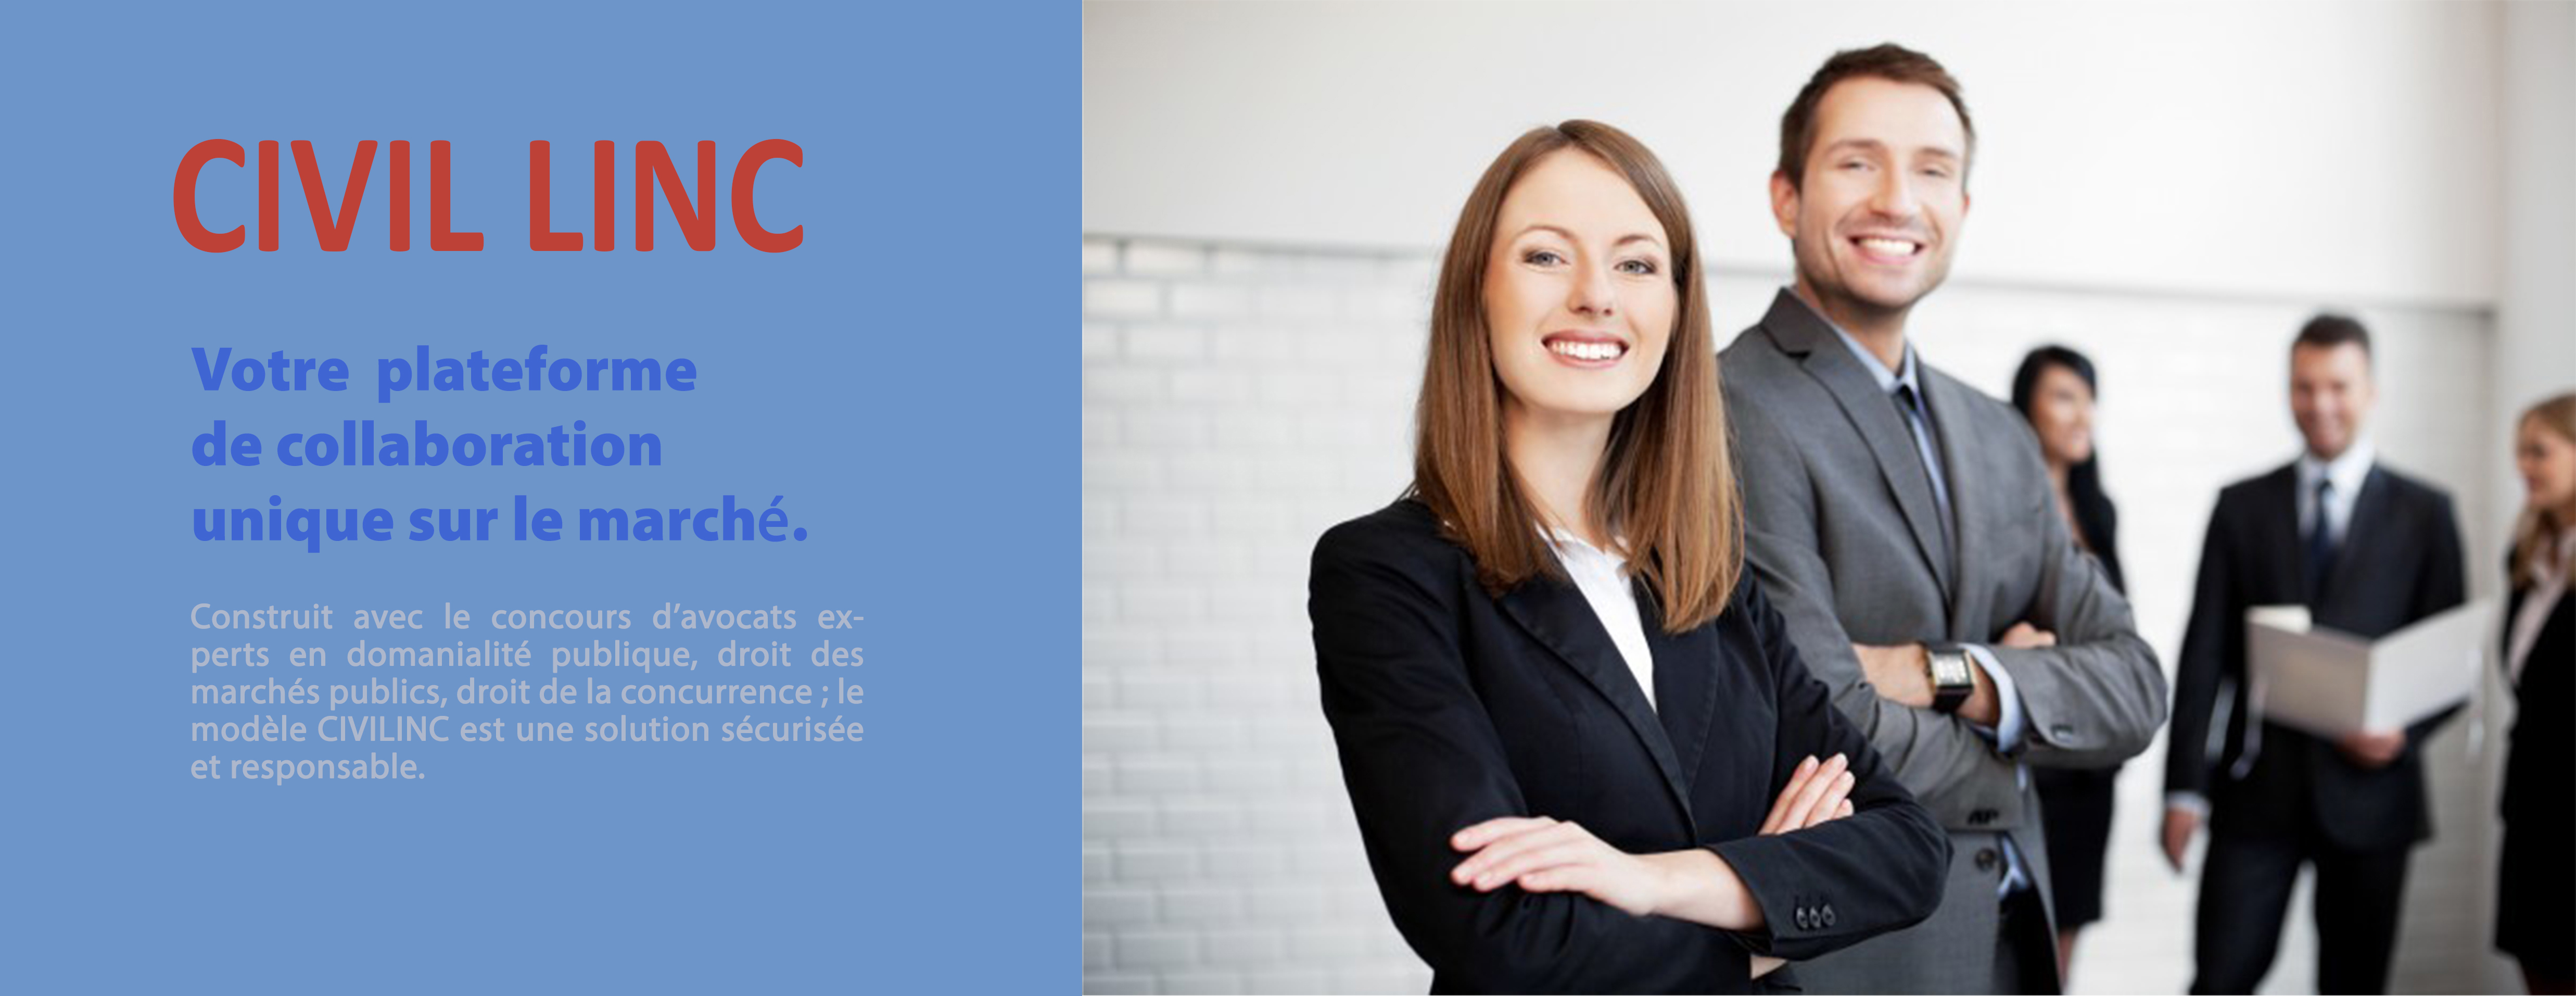 CIVIL LINC
Votre plateforme
de collaboration
unique sur le marché.
Construit avec le concours d’avocats ex-
perts en domanialité publique, droit des
marchés publics, droit de la concurrence ; le
modèle CIVILINC est une solution sécurisée
et responsable.